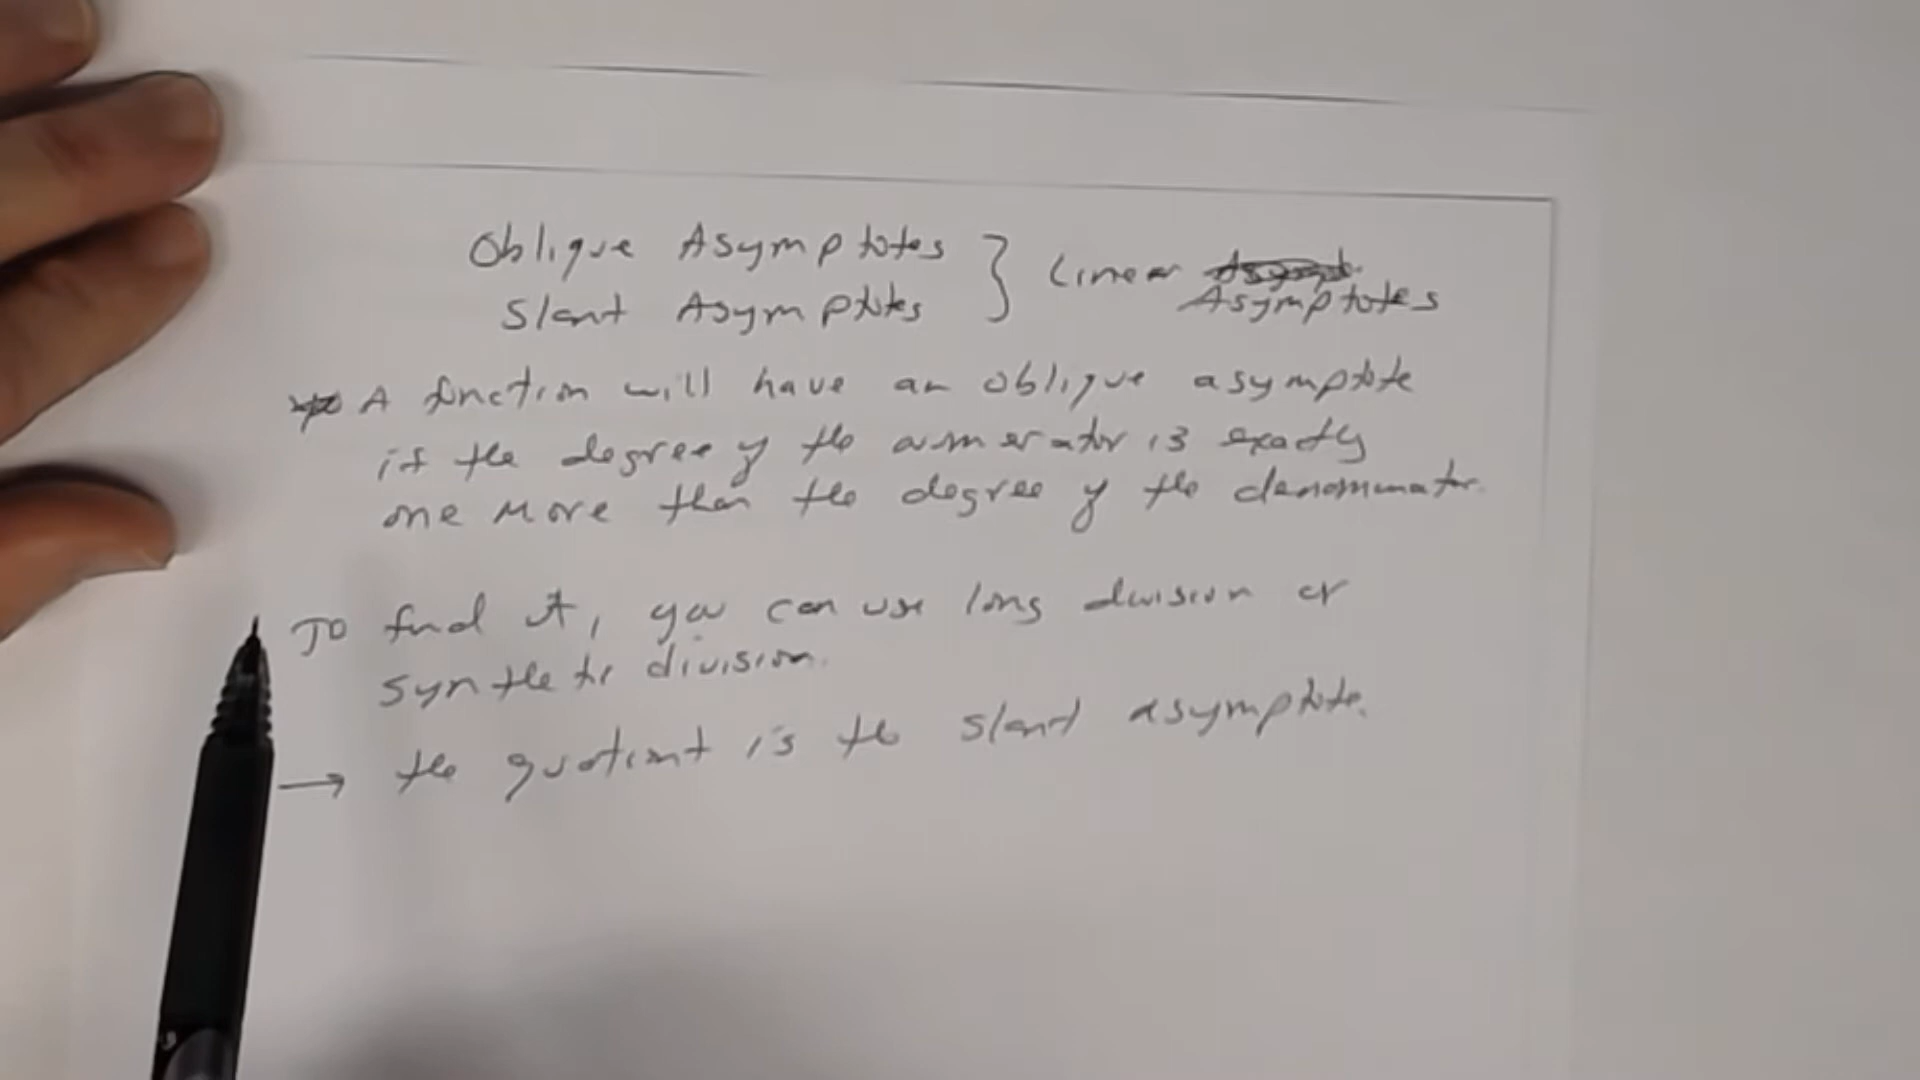 Oblique Asymptotes } Linear
Slant Asymptotes Asymptotes
A function will have an oblique asymptote
if the degree of the numerator is exactly
one more than the degree of the denominator.
To find it, you can use long division or
synthetic division.
→ the quotient is the slant asymptote.